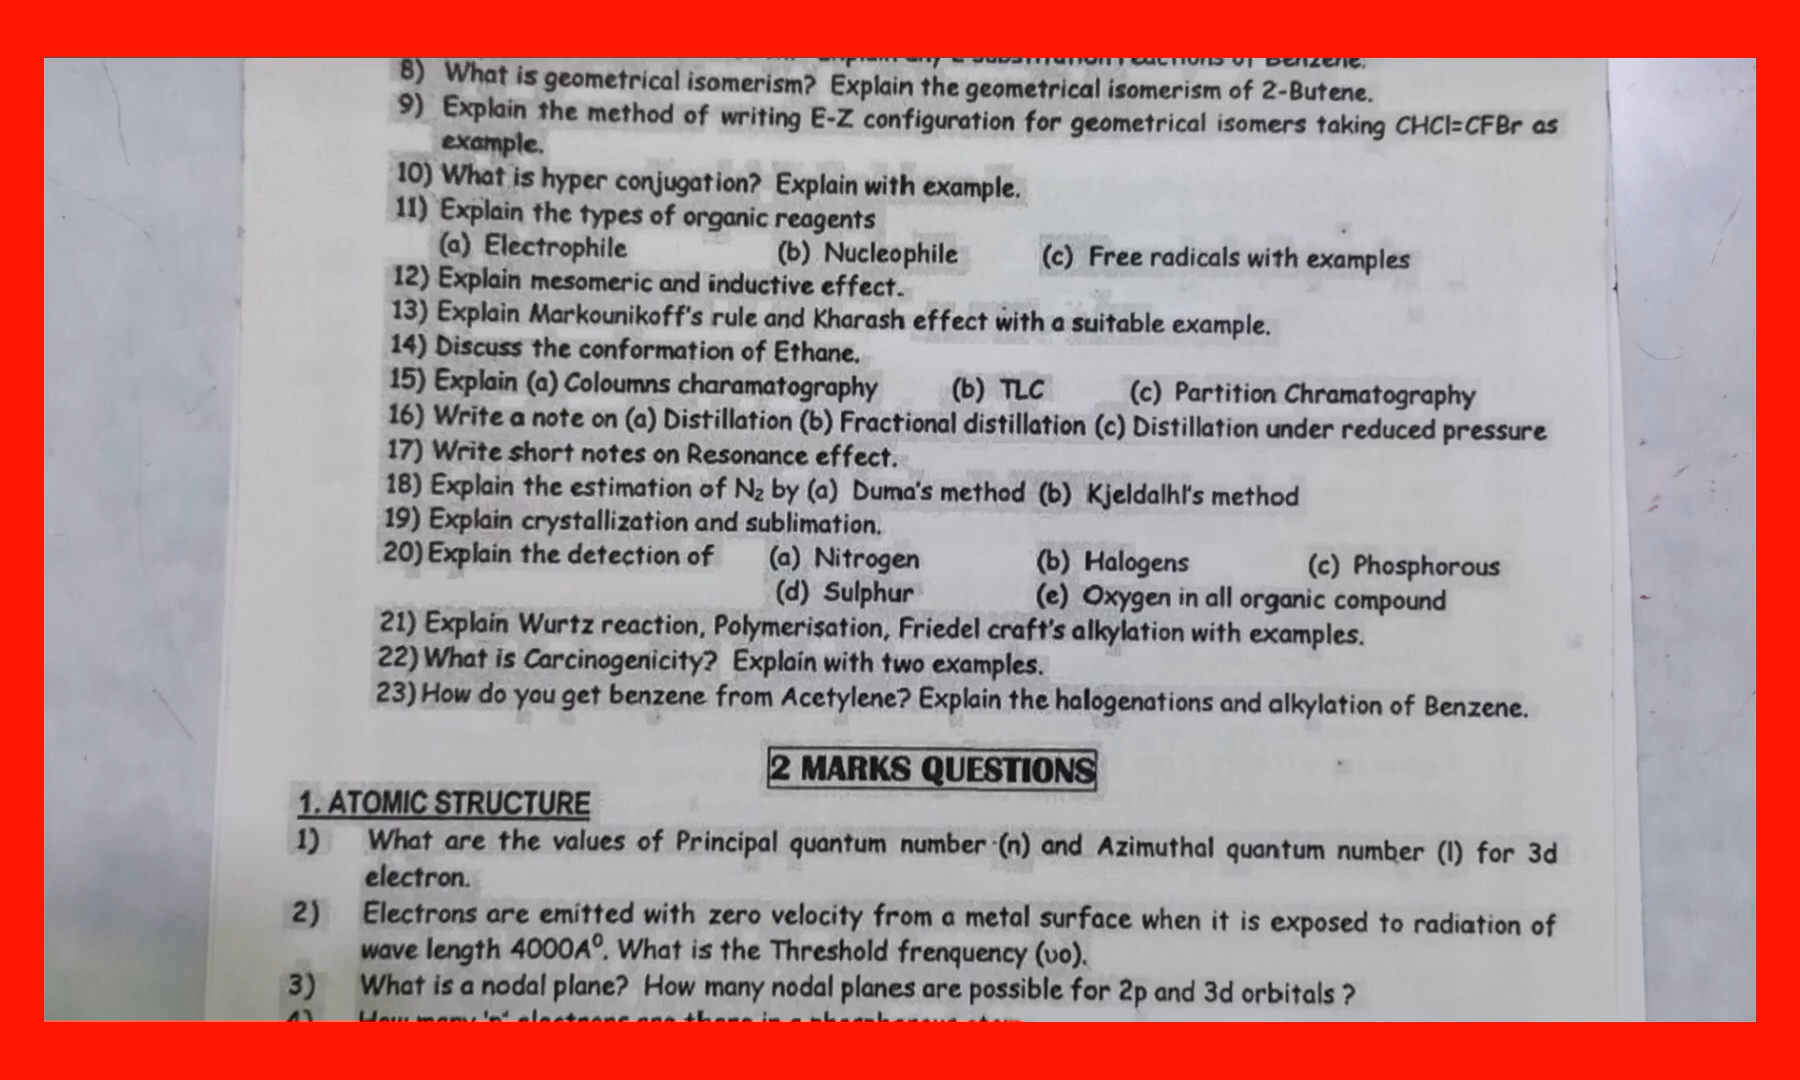 8) What is geometrical isomerism? Explain the geometrical isomerism of 2-Butene.
9) Explain the method of writing E-Z configuration for geometrical isomers taking CHCl=CFBr as
example.
10) What is hyper conjugation? Explain with example.
11) Explain the types of organic reagents
(a) Electrophile (b) Nucleophile (c) Free radicals with examples
12) Explain mesomeric and inductive effect.
13) Explain Markounikoff's rule and Kharash effect with a suitable example.
14) Discuss the conformation of Ethane.
15) Explain (a) Coloumns charamatography (b) TLC (c) Partition Chramatography
16) Write a note on (a) Distillation (b) Fractional distillation (c) Distillation under reduced pressure
17) Write short notes on Resonance effect.
18) Explain the estimation of N₂ by (a) Duma's method (b) Kjeldalhl's method
19) Explain crystallization and sublimation.
20) Explain the detection of (a) Nitrogen (b) Halogens (c) Phosphorous
(d) Sulphur (e) Oxygen in all organic compound
21) Explain Wurtz reaction, Polymerisation, Friedel craft's alkylation with examples.
22) What is Carcinogenicity? Explain with two examples.
23) How do you get benzene from Acetylene? Explain the halogenations and alkylation of Benzene.
2 MARKS QUESTIONS
1. ATOMIC STRUCTURE
1) What are the values of Principal quantum number (n) and Azimuthal quantum number (l) for 3d
electron.
2) Electrons are emitted with zero velocity from a metal surface when it is exposed to radiation of
wave length 4000A⁰. What is the Threshold frenquency (υo).
3) What is a nodal plane? How many nodal planes are possible for 2p and 3d orbitals ?